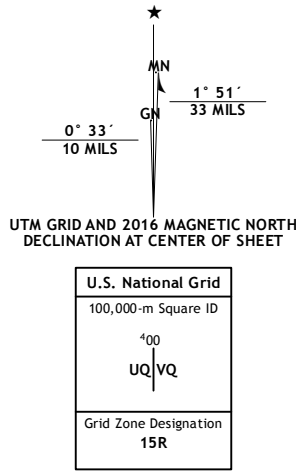 ★
MN
1° 51´
33 MILS
GN
0° 33´
10 MILS
UTM GRID AND 2016 MAGNETIC NORTH
DECLINATION AT CENTER OF SHEET
U.S. National Grid
100,000-m Square ID
⁴00
UQ VQ
Grid Zone Designation
15R